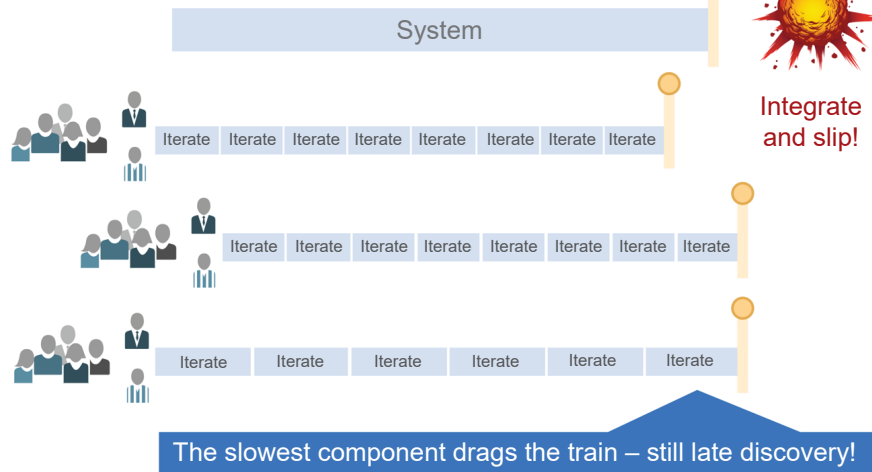 System
Integrate
and slip!
Iterate Iterate Iterate Iterate Iterate Iterate Iterate Iterate
Iterate Iterate Iterate Iterate Iterate Iterate Iterate Iterate
Iterate Iterate Iterate Iterate Iterate Iterate
The slowest component drags the train – still late discovery!